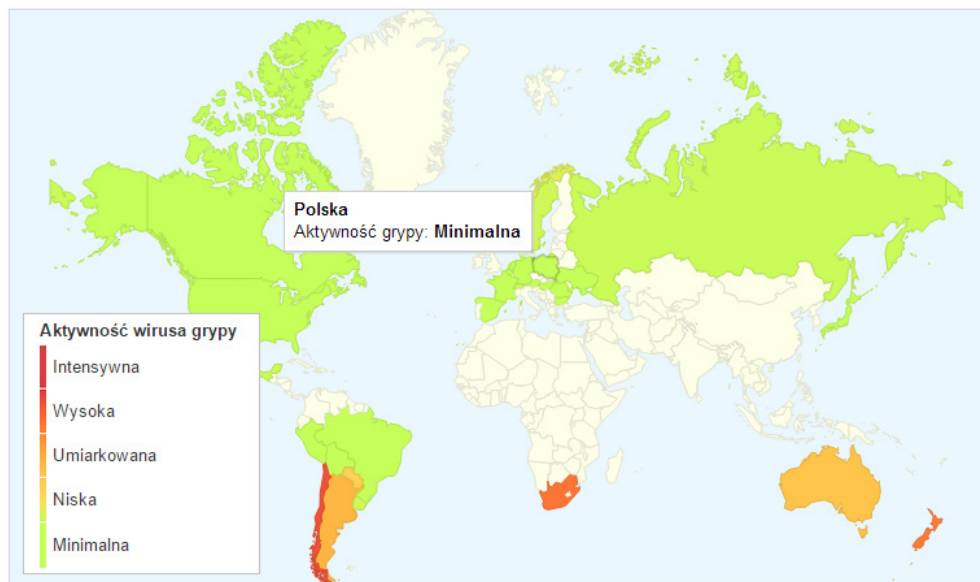 Polska
Aktywność grypy: Minimalna
Aktywność wirusa grypy
Intensywna
Wysoka
Umiarkowana
Niska
Minimalna